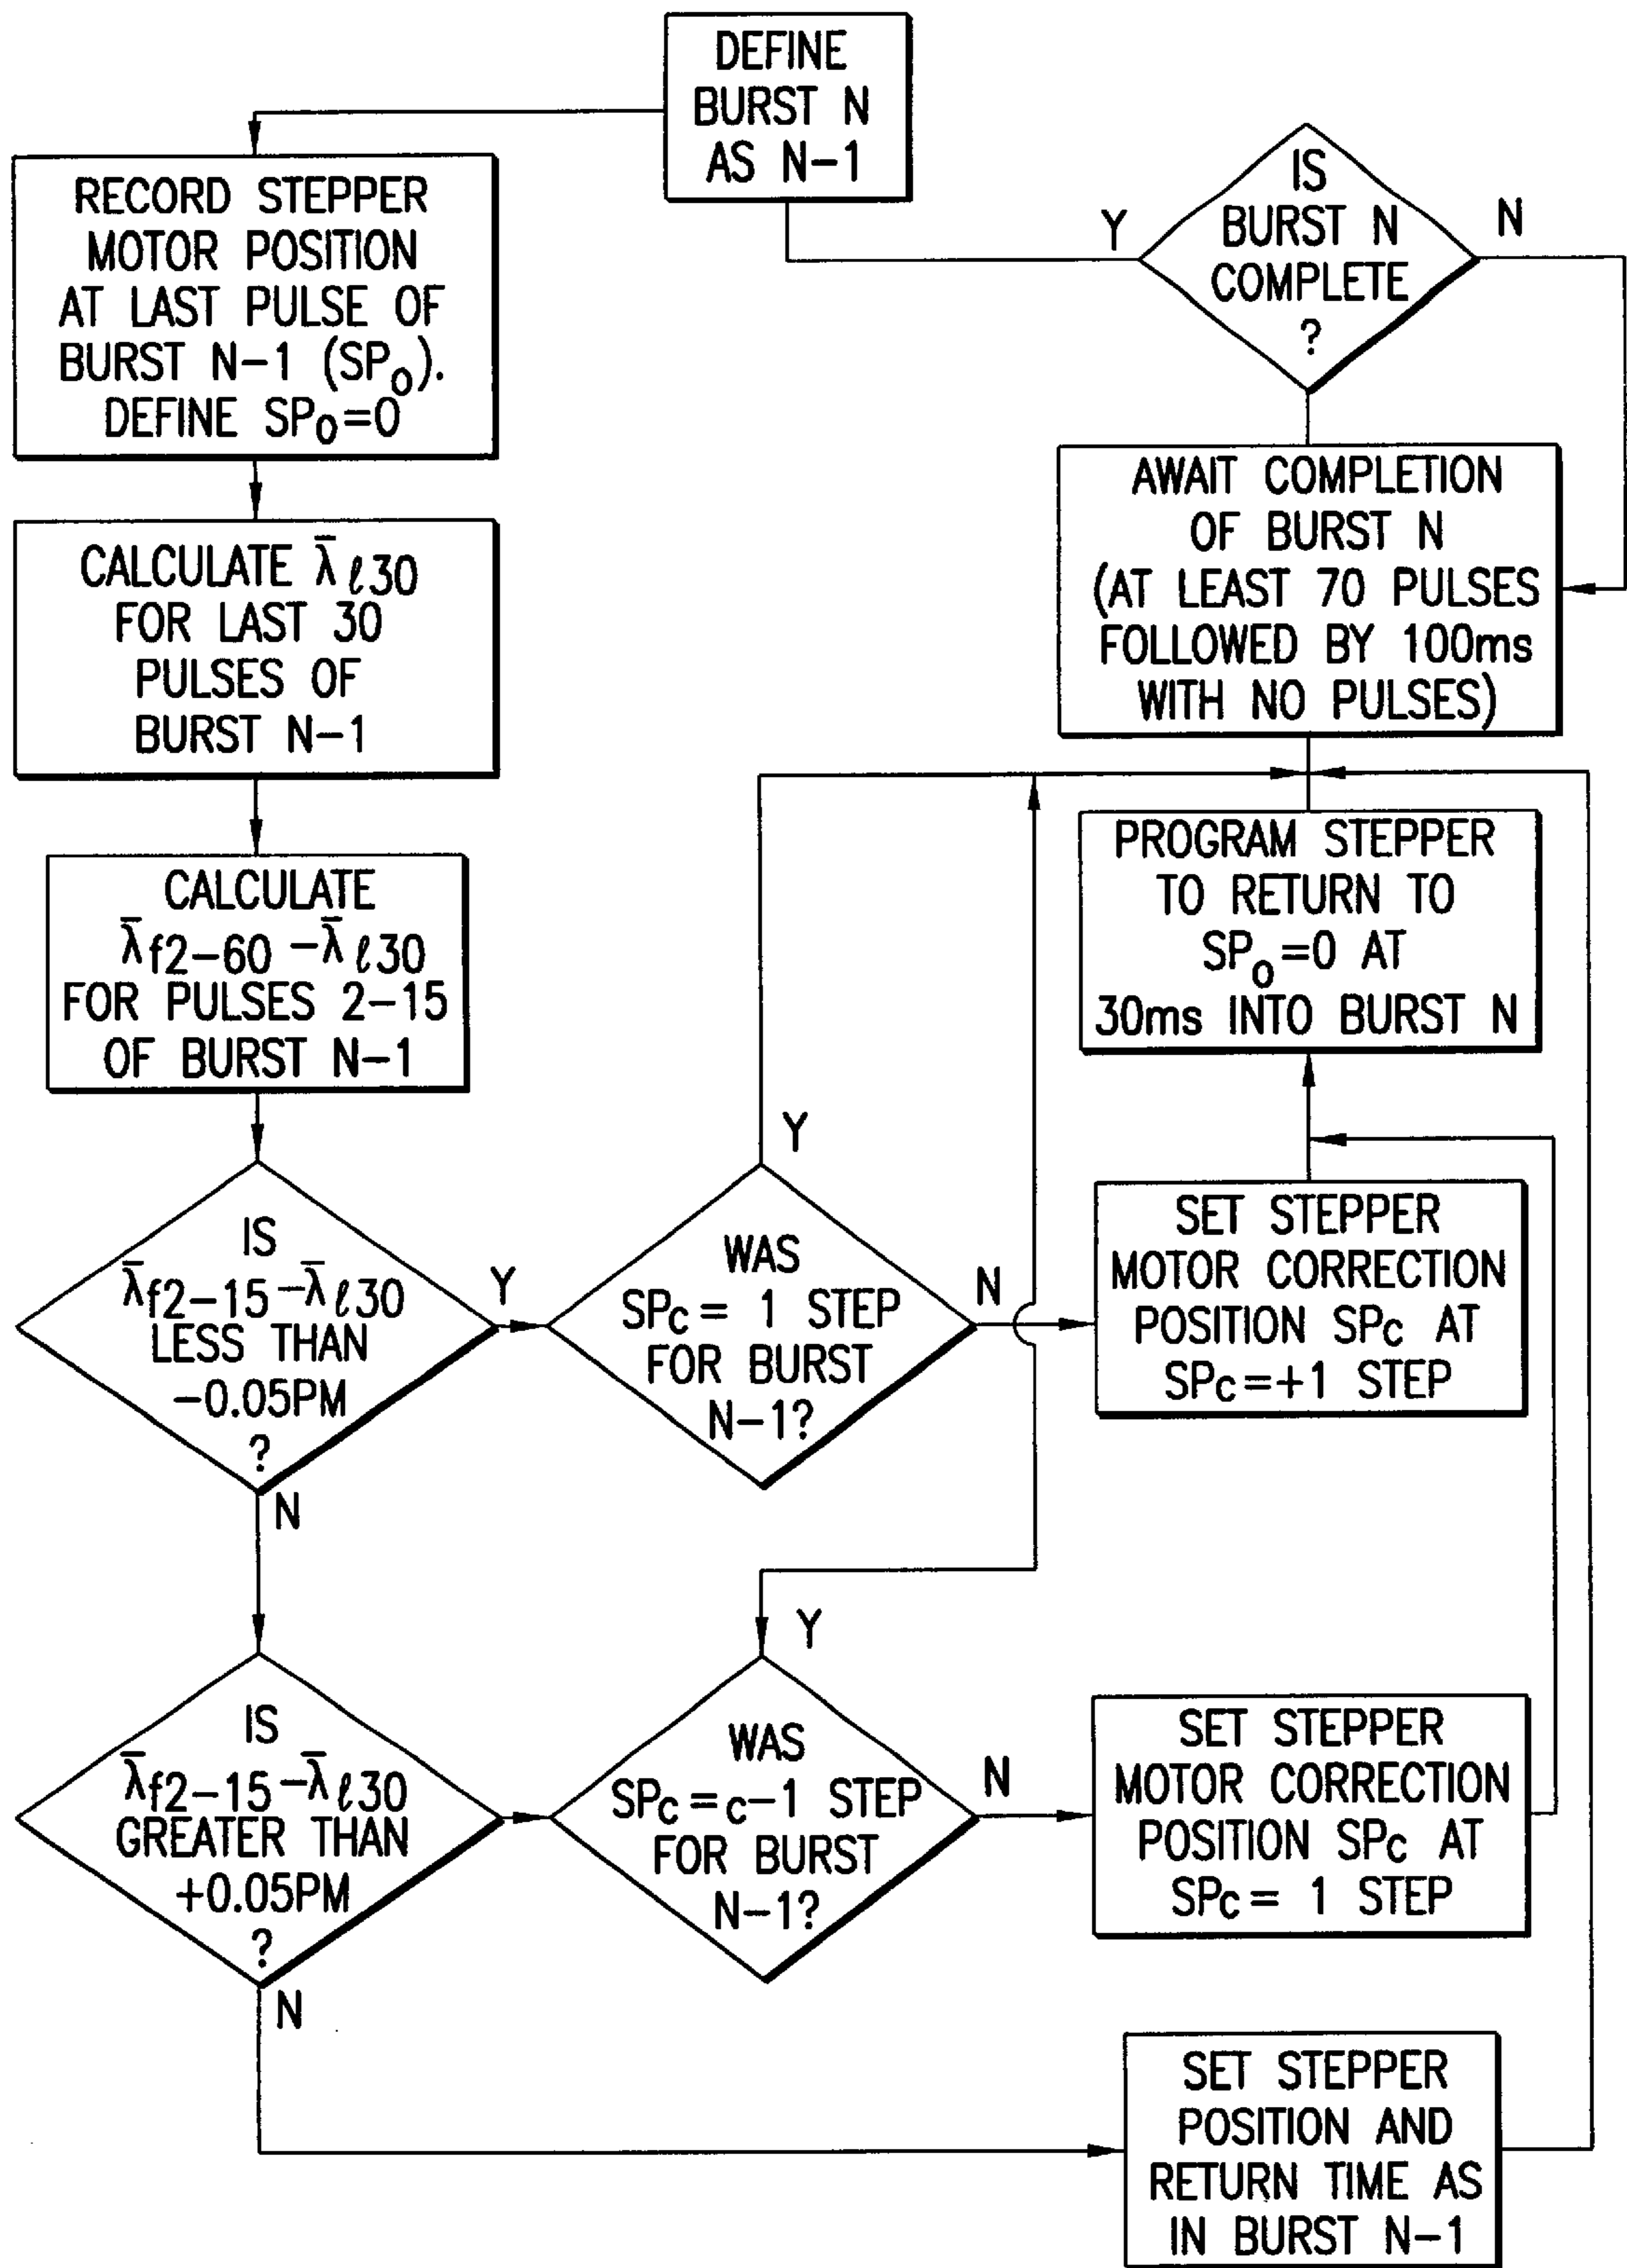 DEFINE
BURST N
AS N-1
RECORD STEPPER
MOTOR POSITION
AT LAST PULSE OF
BURST N-1 (SP₀).
DEFINE SP₀=0
CALCULATE λ̄ ℓ30
FOR LAST 30
PULSES OF
BURST N-1
CALCULATE
λ̄f2-60 -λ̄ ℓ30
FOR PULSES 2-15
OF BURST N-1
IS
λ̄f2-15-λ̄ℓ30
LESS THAN
-0.05PM
?
Y
N
WAS
SPc= 1 STEP
FOR BURST
N-1?
Y
N
SET STEPPER
MOTOR CORRECTION
POSITION SPc AT
SPc=+1 STEP
IS
λ̄f2-15-λ̄ℓ30
GREATER THAN
+0.05PM
?
N
WAS
SPc=c-1 STEP
FOR BURST
N-1?
Y
N
SET STEPPER
MOTOR CORRECTION
POSITION SPc AT
SPc= 1 STEP
SET STEPPER
POSITION AND
RETURN TIME AS
IN BURST N-1
PROGRAM STEPPER
TO RETURN TO
SP₀=0 AT
30ms INTO BURST N
AWAIT COMPLETION
OF BURST N
(AT LEAST 70 PULSES
FOLLOWED BY 100ms
WITH NO PULSES)
IS
BURST N
COMPLETE
?
Y
N